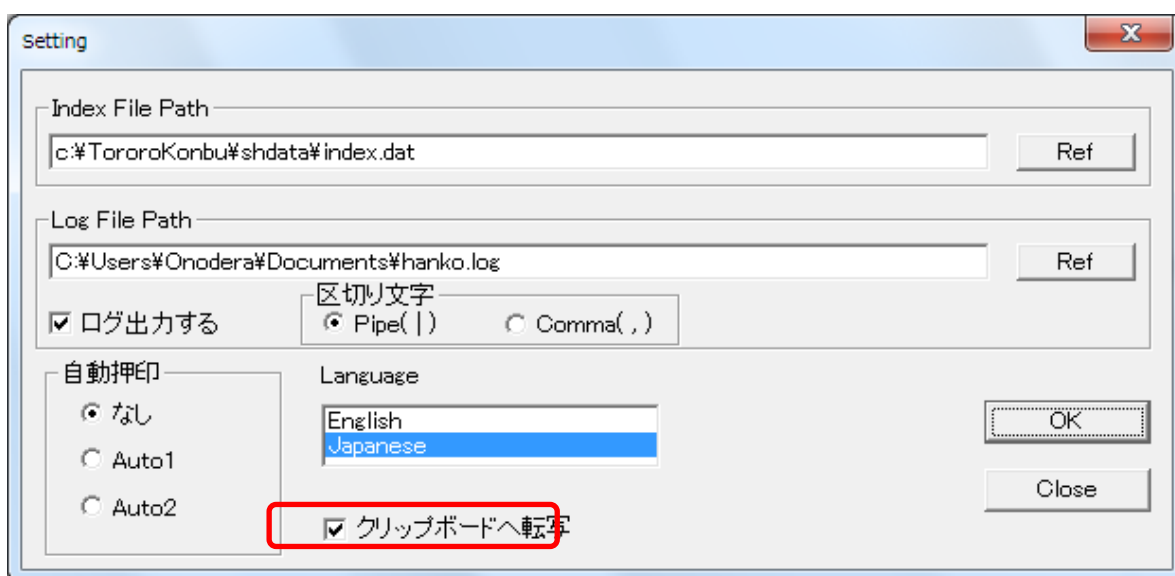 Setting
Index File Path
c:¥TororoKonbu¥shdata¥index.dat
Ref
Log File Path
C:¥Users¥Onodera¥Documents¥hanko.log
Ref
ログ出力する
区切り文字
Pipe(|)
Comma(,)
自動押印
なし
Auto1
Auto2
Language
English
Japanese
クリップボードへ転写
OK
Close